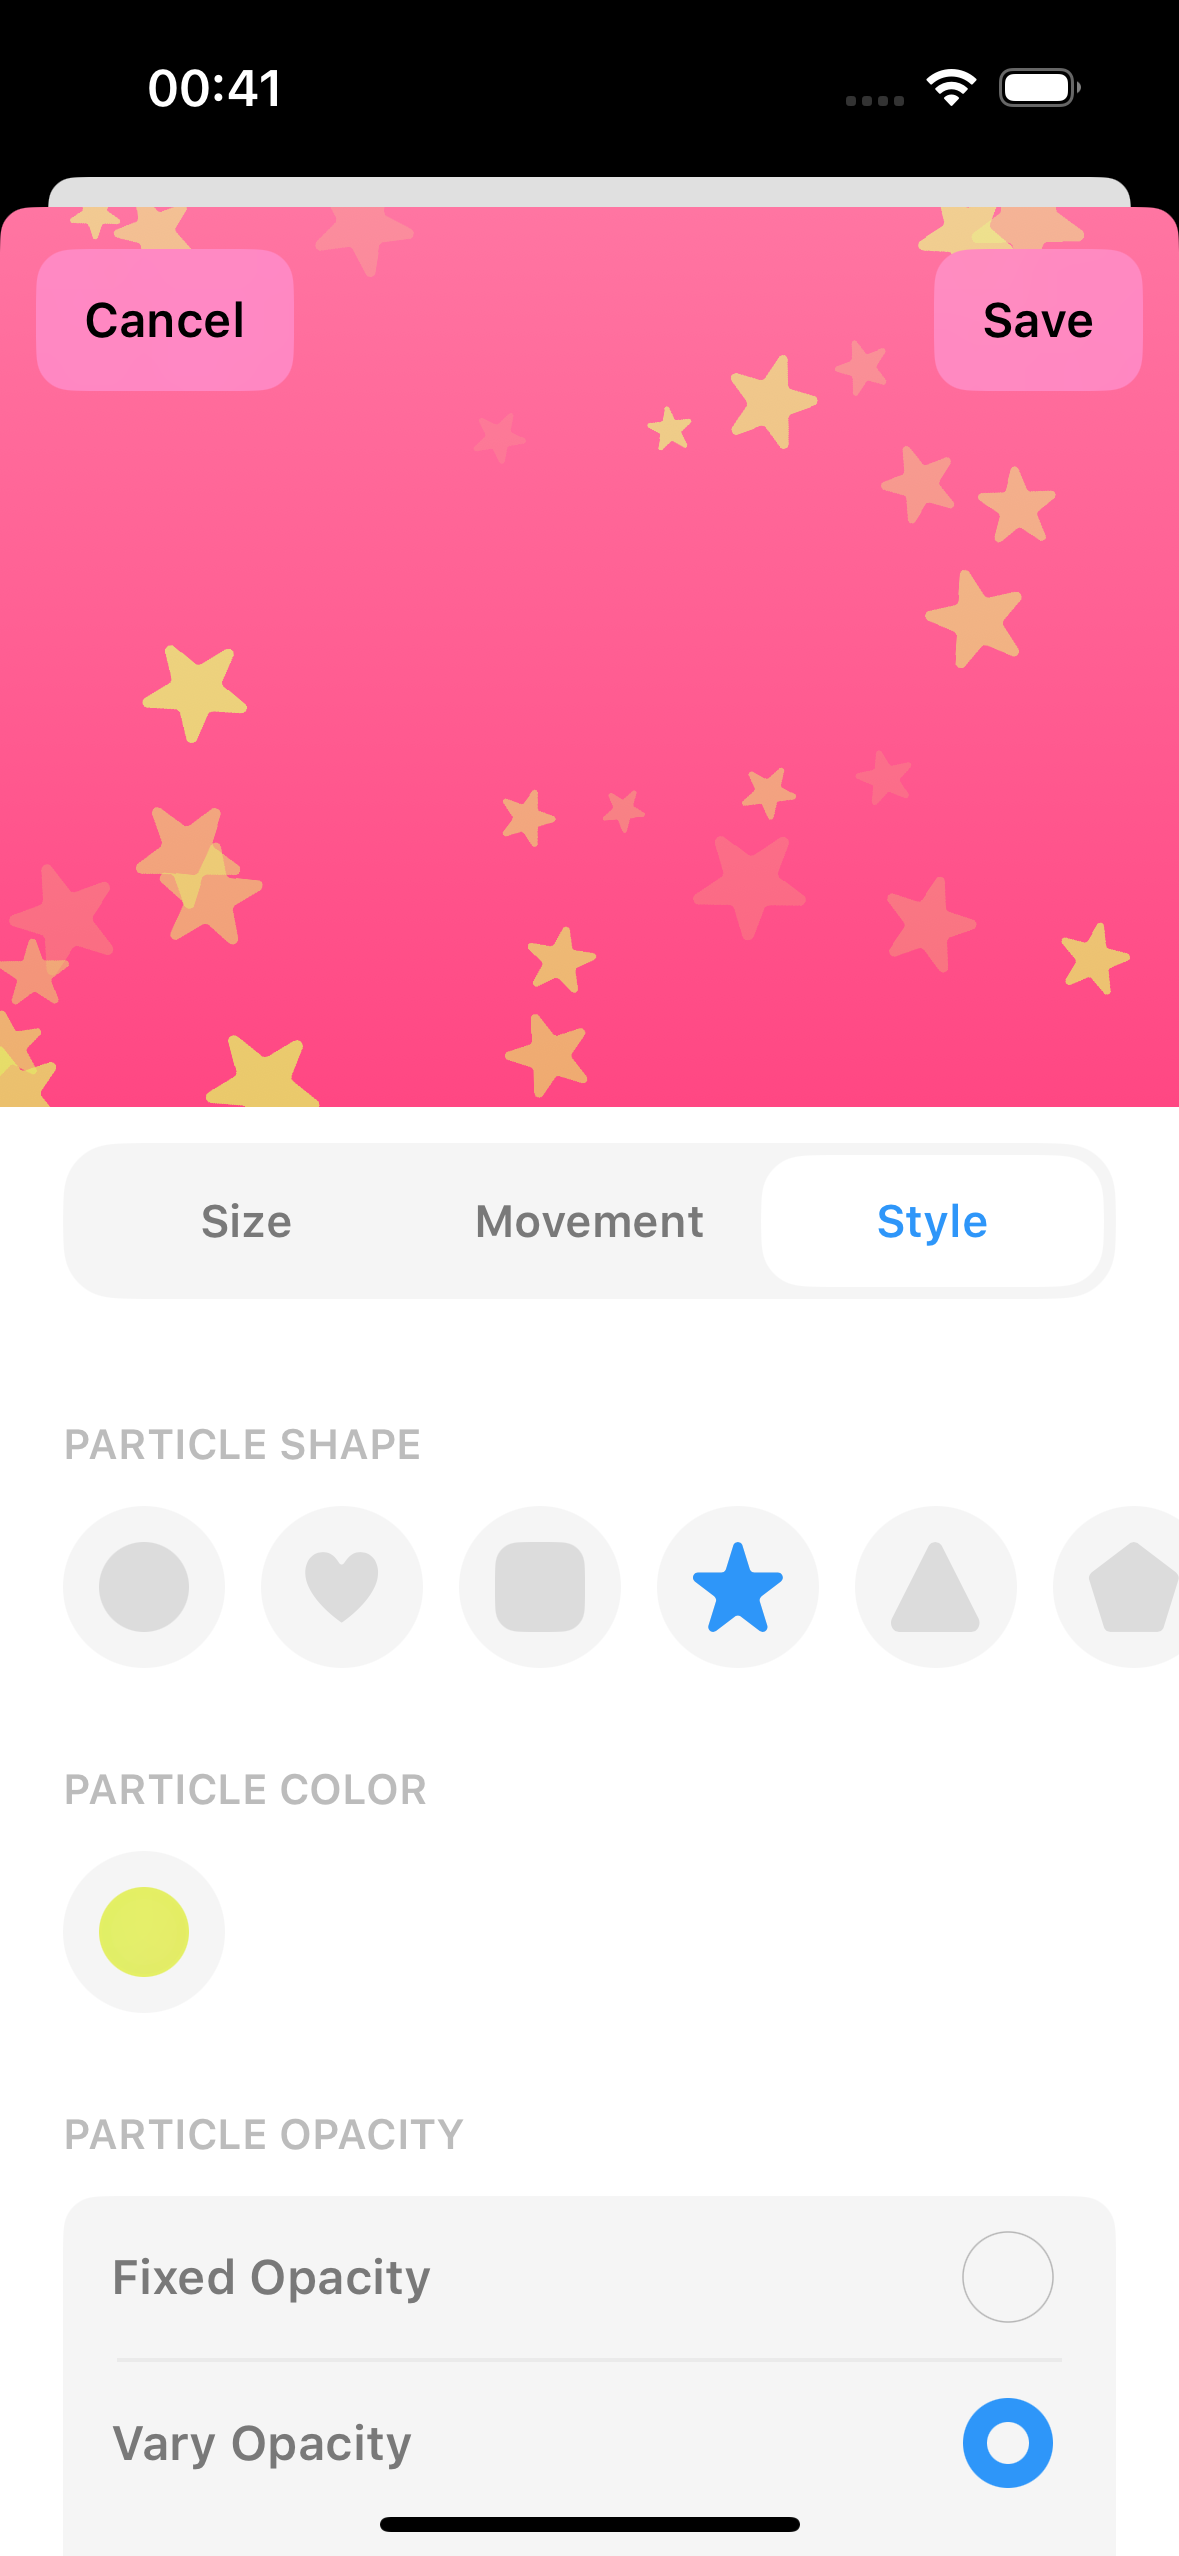 00:41
Cancel
Save
Size
Movement
Style
PARTICLE SHAPE
PARTICLE COLOR
PARTICLE OPACITY
Fixed Opacity
Vary Opacity